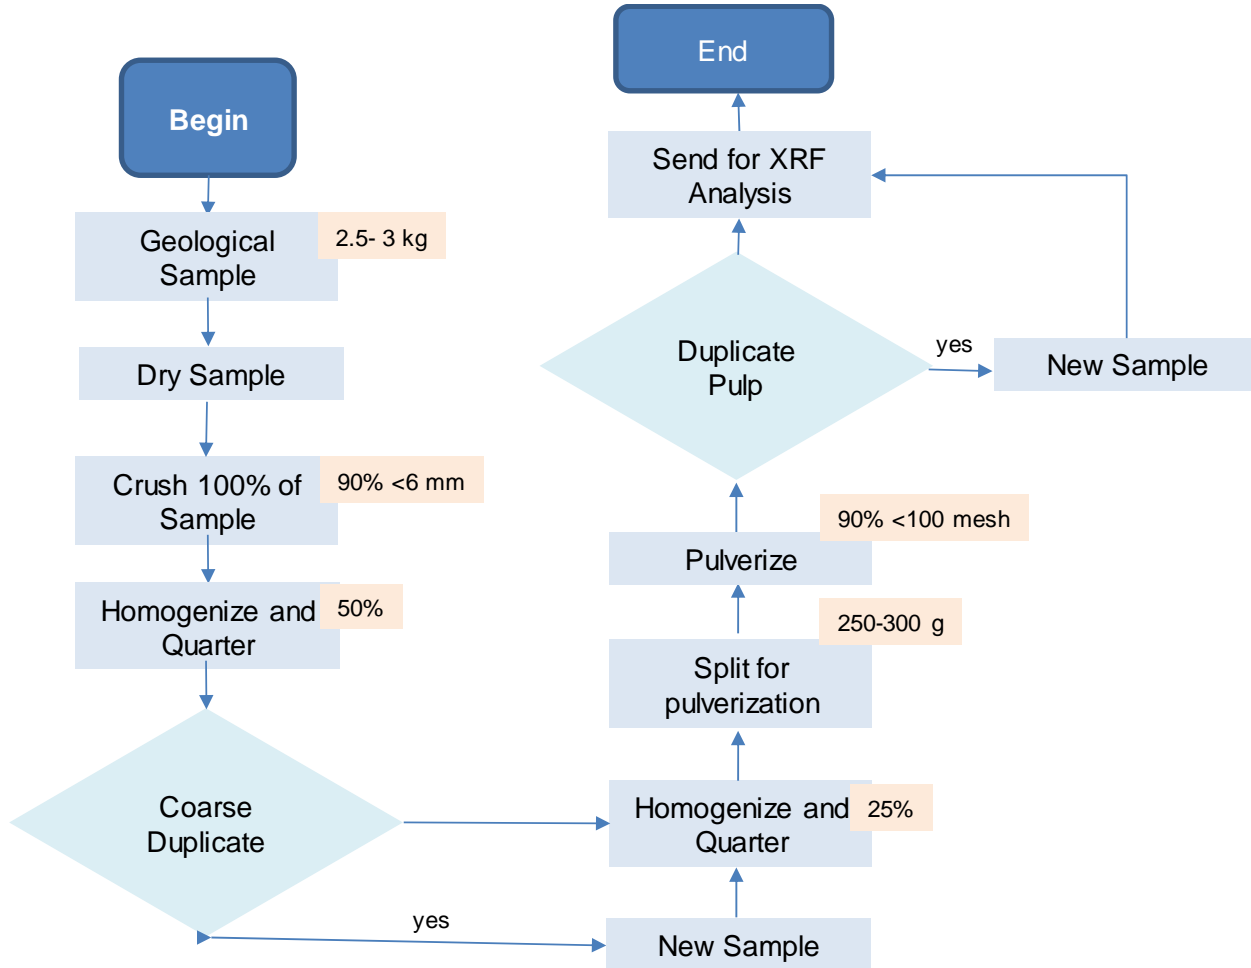 Begin
Geological
Sample
2.5- 3 kg
Dry Sample
Crush 100% of
Sample
90% <6 mm
Homogenize and
Quarter
50%
Coarse
Duplicate
yes
New Sample
Homogenize and
Quarter
25%
Split for
pulverization
250-300 g
Pulverize
90% <100 mesh
Duplicate
Pulp
yes
New Sample
Send for XRF
Analysis
End